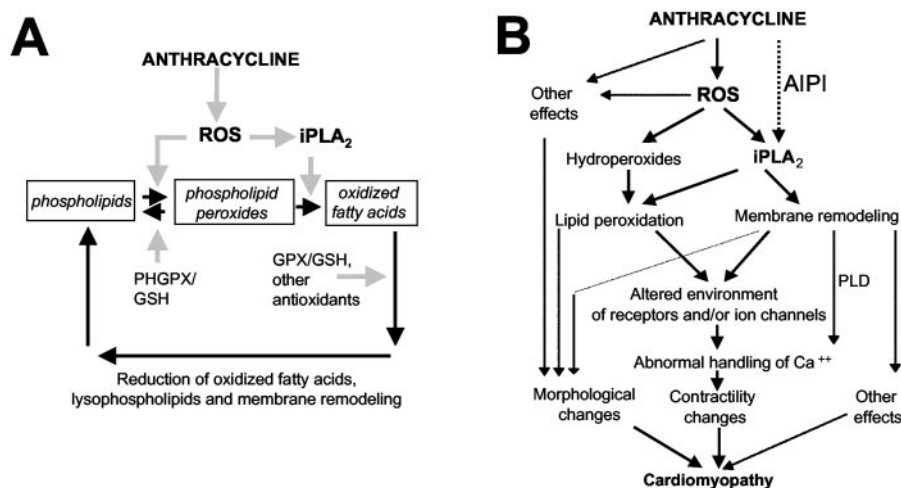 A
ANTHRACYCLINE
ROS
iPLA2
phospholipids
phospholipid
peroxides
oxidized
fatty acids
PHGPX/
GSH
GPX/GSH,
other
antioxidants
Reduction of oxidized fatty acids,
lysophospholipids and membrane remodeling
B
ANTHRACYCLINE
Other
effects
ROS
AIPI
Hydroperoxides
iPLA2
Lipid peroxidation
Membrane remodeling
PLD
Altered environment
of receptors and/or ion channels
Abnormal handling of Ca ++
Morphological
changes
Contractility
changes
Other
effects
Cardiomyopathy